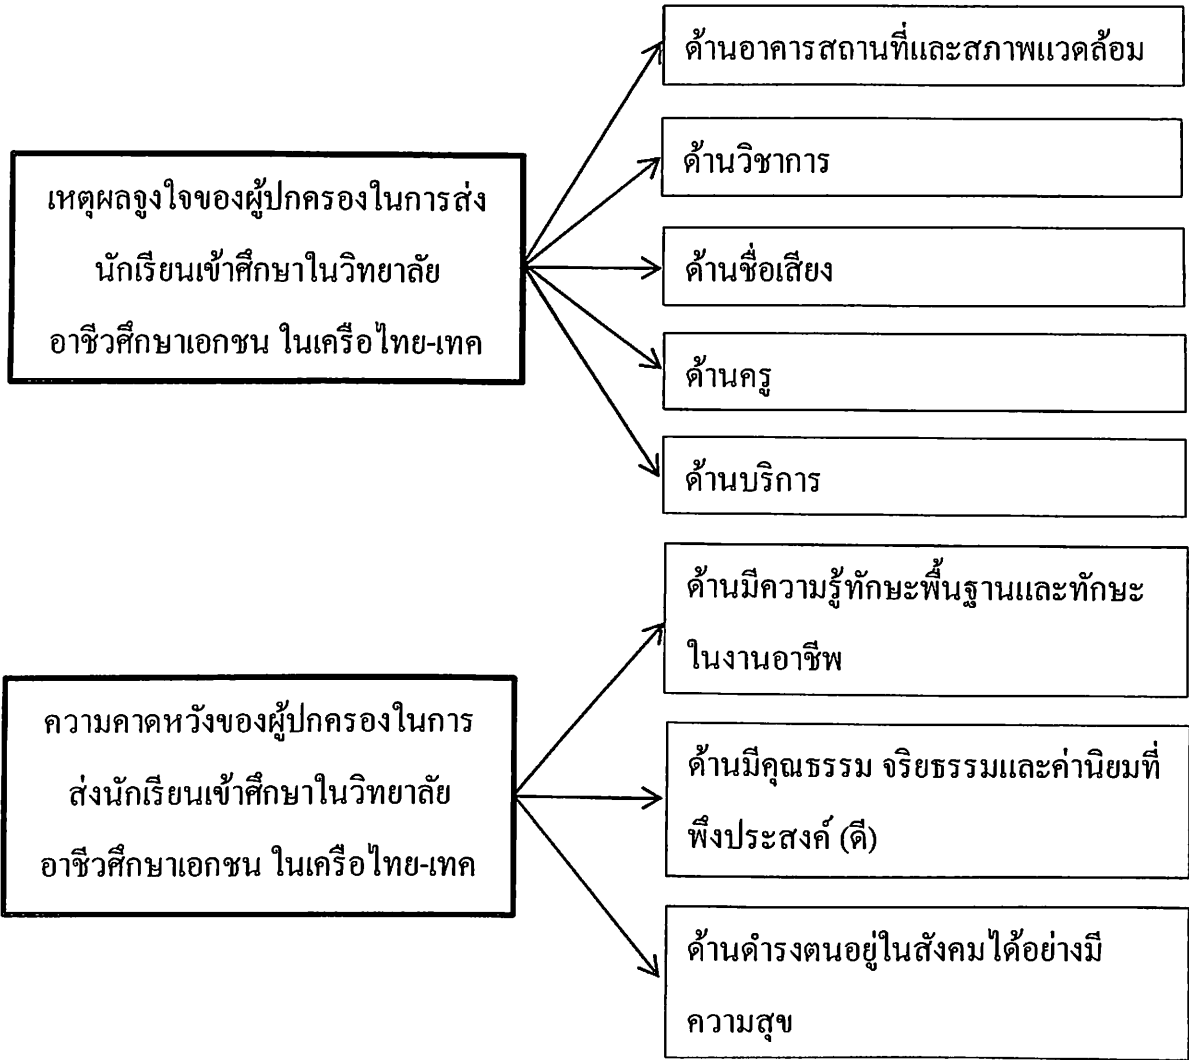 เหตุผลจูงใจของผู้ปกครองในการส่ง
นักเรียนเข้าศึกษาในวิทยาลัย
อาชีวศึกษาเอกชน ในเครือไทย-เทค
ด้านอาคารสถานที่และสภาพแวดล้อม
ด้านวิชาการ
ด้านชื่อเสียง
ด้านครู
ด้านบริการ
ความคาดหวังของผู้ปกครองในการ
ส่งนักเรียนเข้าศึกษาในวิทยาลัย
อาชีวศึกษาเอกชน ในเครือไทย-เทค
ด้านมีความรู้ทักษะพื้นฐานและทักษะ
ในงานอาชีพ
ด้านมีคุณธรรม จริยธรรมและค่านิยมที่
พึงประสงค์ (ดี)
ด้านดำรงตนอยู่ในสังคมได้อย่างมี
ความสุข